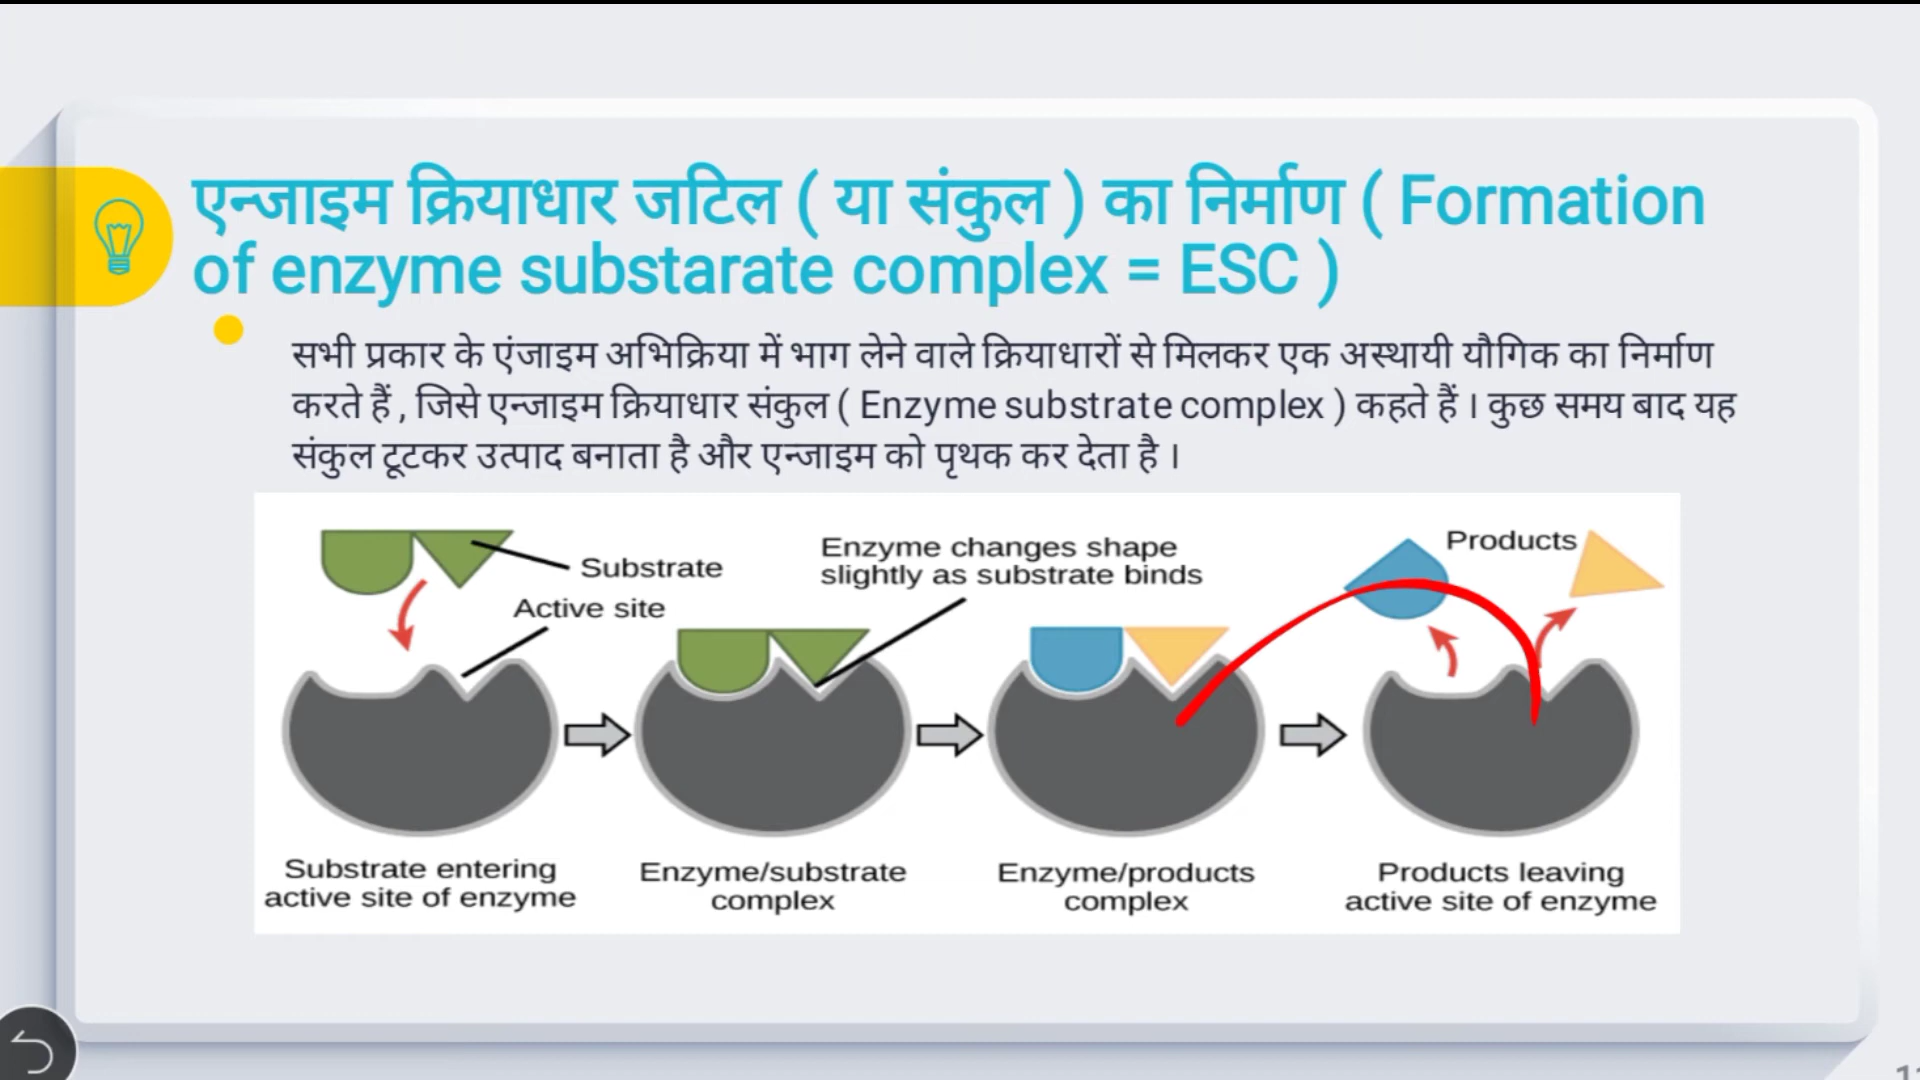 एन्जाइम क्रियाधार जटिल ( या संकुल ) का निर्माण ( Formation
of enzyme substarate complex = ESC )
सभी प्रकार के एंजाइम अभिक्रिया में भाग लेने वाले क्रियाधारों से मिलकर एक अस्थायी यौगिक का निर्माण
करते हैं , जिसे एन्जाइम क्रियाधार संकुल ( Enzyme substrate complex ) कहते हैं । कुछ समय बाद यह
संकुल टूटकर उत्पाद बनाता है और एन्जाइम को पृथक कर देता है ।
Substrate
Active site
Enzyme changes shape
slightly as substrate binds
Products
Substrate entering
active site of enzyme
Enzyme/substrate
complex
Enzyme/products
complex
Products leaving
active site of enzyme